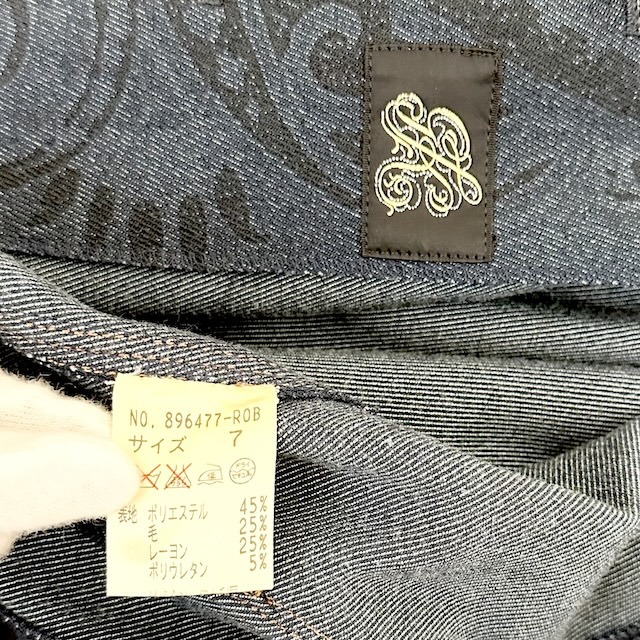 NO. 896477-ROB
サイズ 7
表地 ポリエステル 45%
毛 25%
レーヨン 25%
ポリウレタン 5%